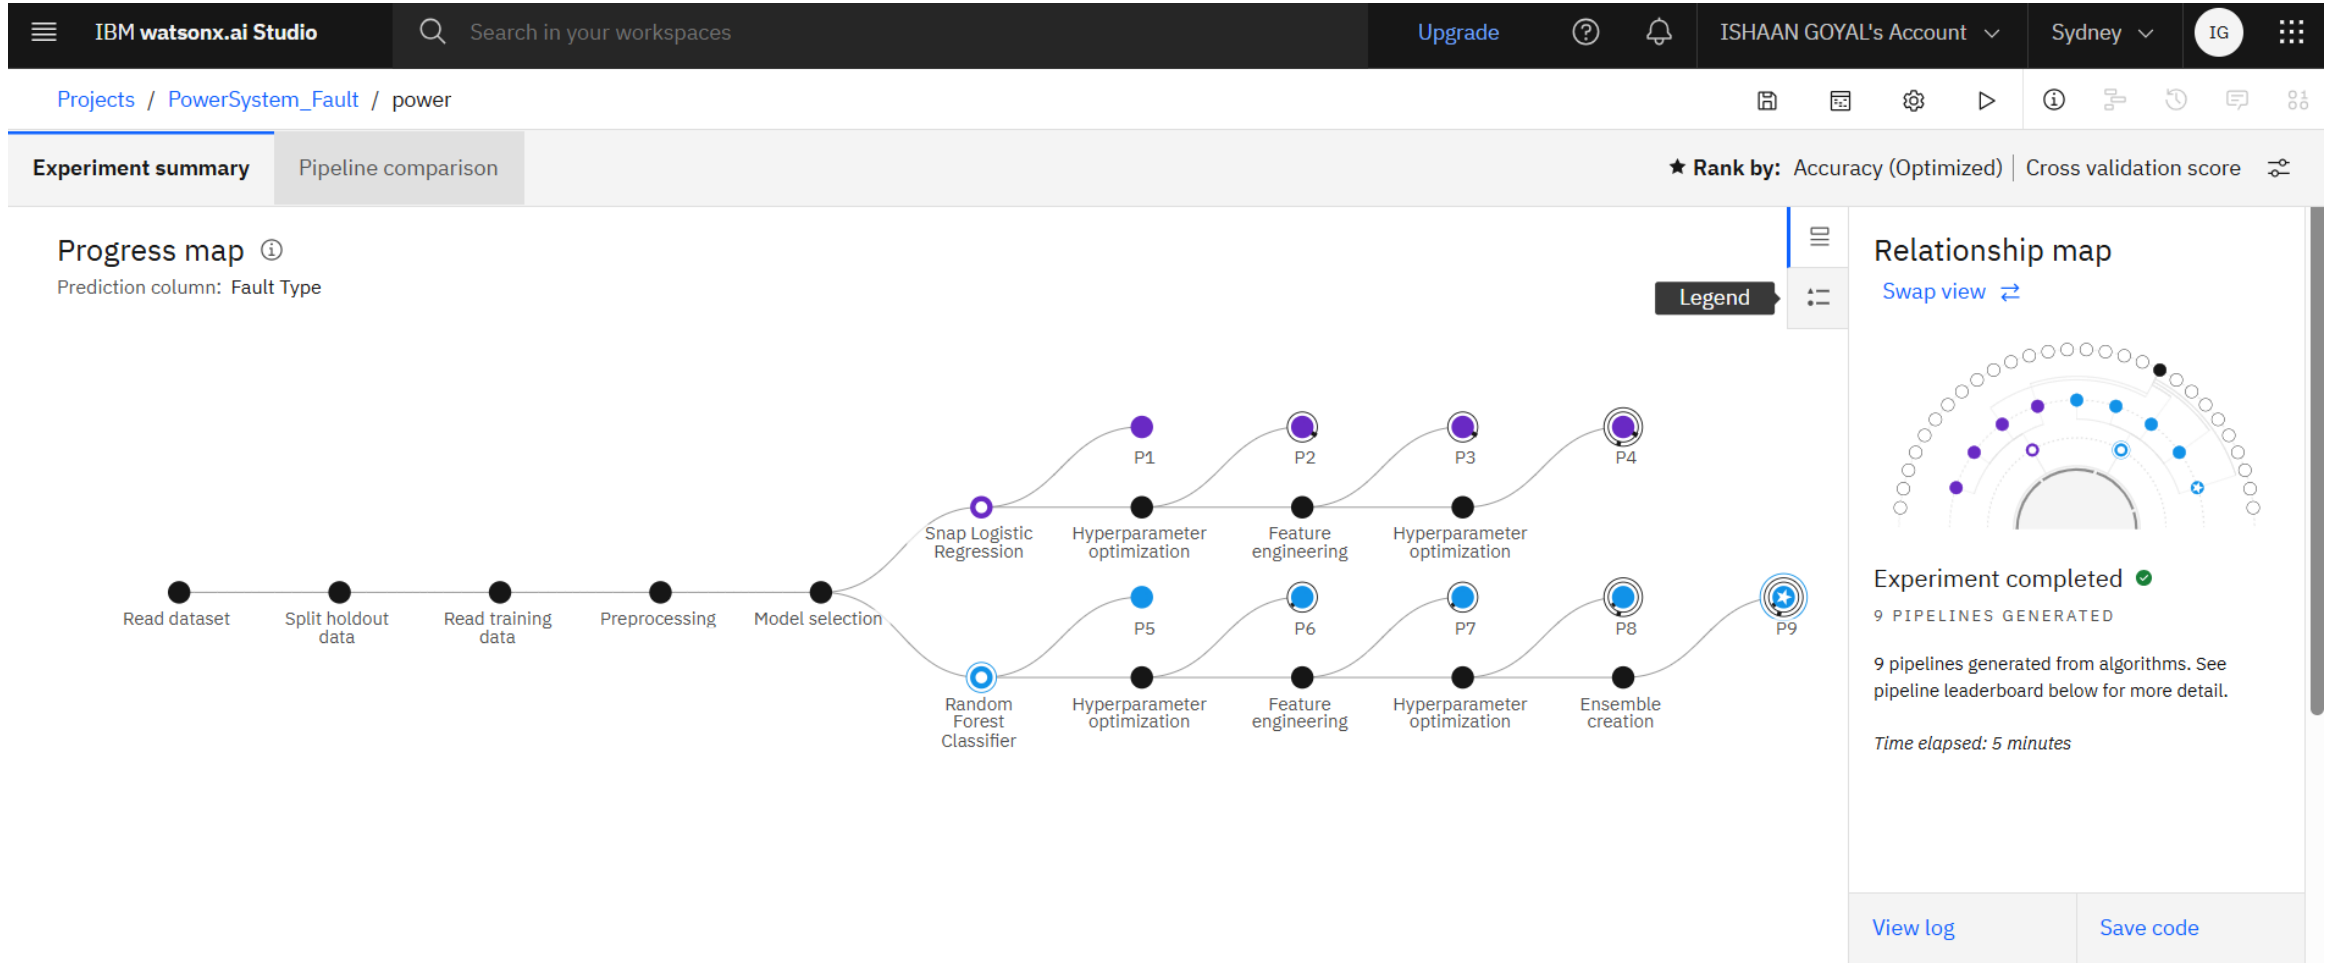 IBM watsonx.ai Studio
Search in your workspaces
Upgrade
ISHAAN GOYAL's Account
Sydney
IG
Projects / PowerSystem_Fault / power
Experiment summary
Pipeline comparison
Rank by: Accuracy (Optimized) | Cross validation score
Progress map
Prediction column: Fault Type
Legend
P1
P2
P3
P4
Snap Logistic
Regression
Hyperparameter
optimization
Feature
engineering
Hyperparameter
optimization
Read dataset
Split holdout
data
Read training
data
Preprocessing
Model selection
P5
P6
P7
P8
P9
Random
Forest
Classifier
Hyperparameter
optimization
Feature
engineering
Hyperparameter
optimization
Ensemble
creation
Relationship map
Swap view
Experiment completed
9 PIPELINES GENERATED
9 pipelines generated from algorithms. See
pipeline leaderboard below for more detail.
Time elapsed: 5 minutes
View log
Save code